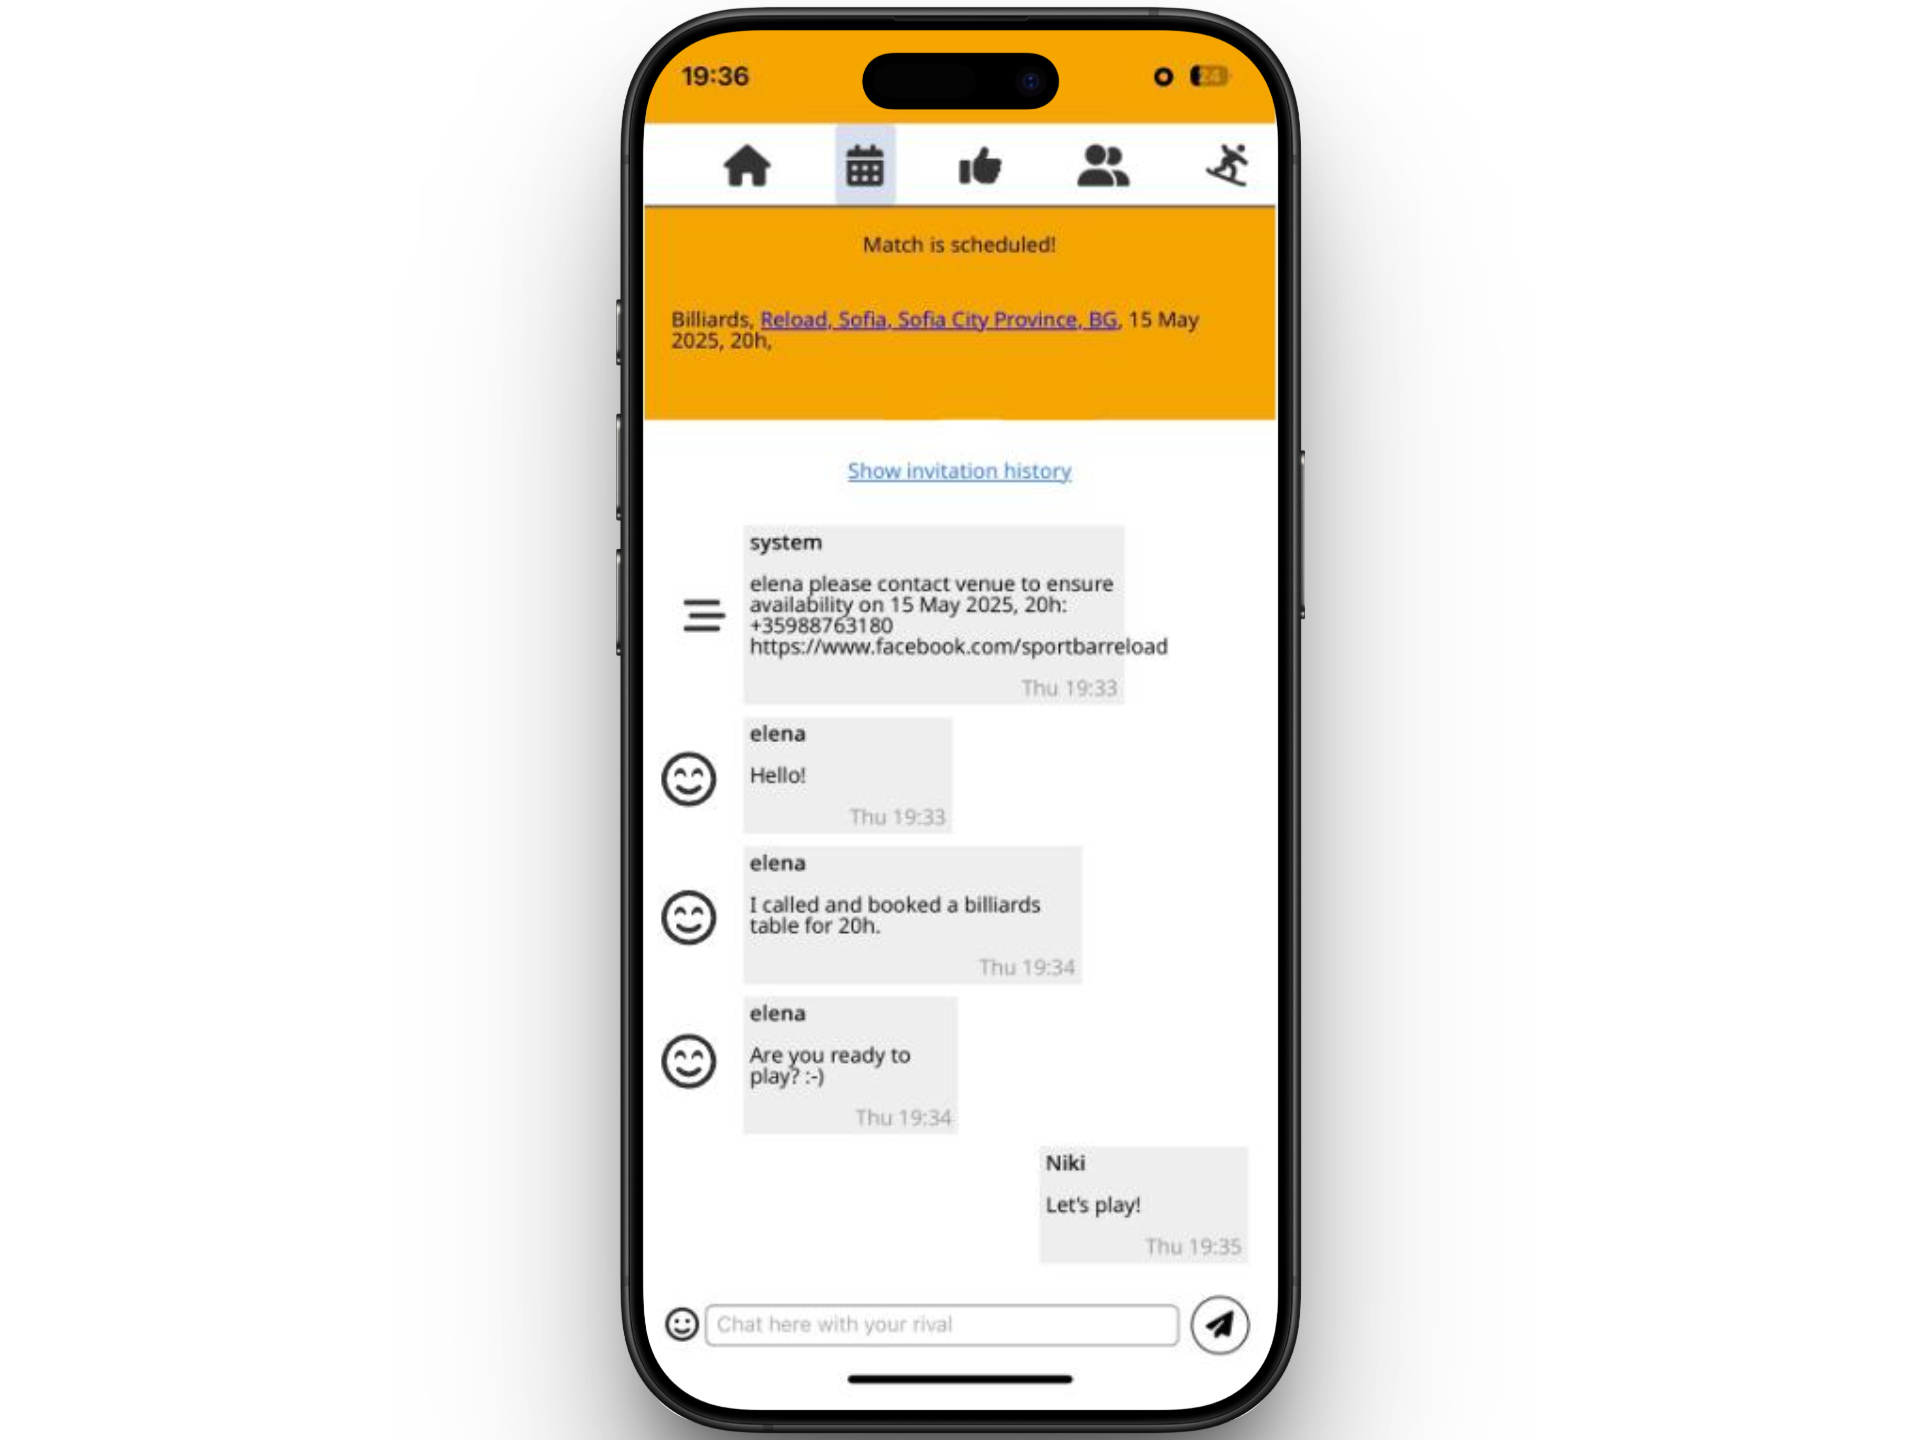 19:36
24
Match is scheduled!
Billiards, Reload, Sofia, Sofia City Province, BG, 15 May
2025, 20h,
Show invitation history
system
elena please contact venue to ensure
availability on 15 May 2025, 20h:
+35988763180
https://www.facebook.com/sportbarreload
Thu 19:33
elena
Hello!
Thu 19:33
elena
I called and booked a billiards
table for 20h.
Thu 19:34
elena
Are you ready to
play? :-)
Thu 19:34
Niki
Let's play!
Thu 19:35
Chat here with your rival